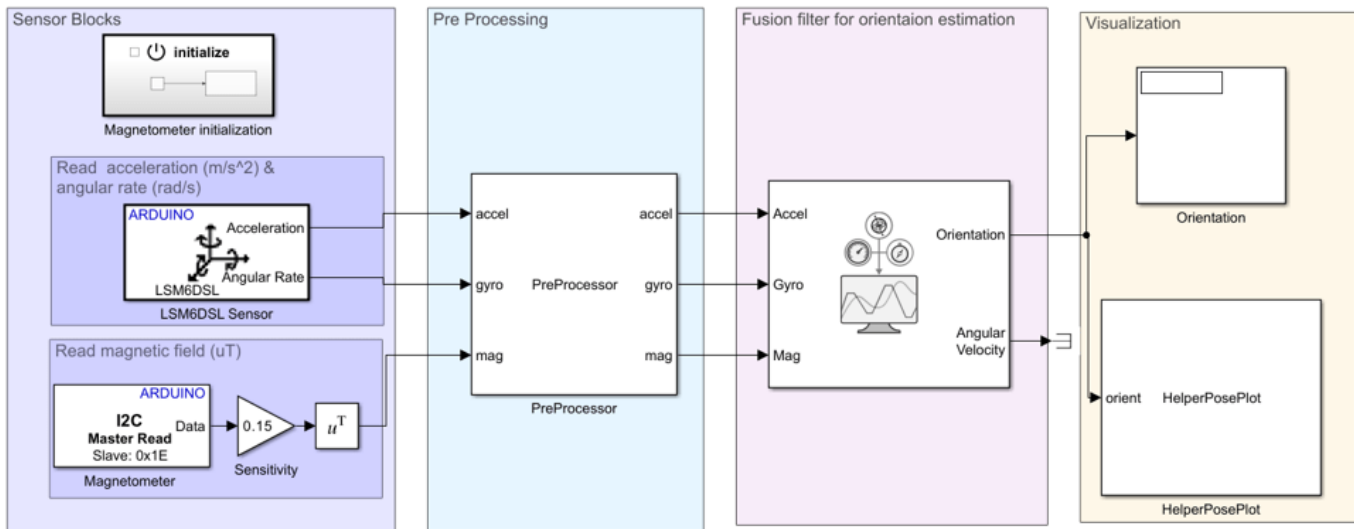 Sensor Blocks
initialize
Magnetometer initialization
Read acceleration (m/s^2) &
angular rate (rad/s)
ARDUINO
Acceleration
Angular Rate
LSM6DSL
LSM6DSL Sensor
Read magnetic field (uT)
ARDUINO
I2C
Master Read
Slave: 0x1E
Data
Magnetometer
0.15
Sensitivity
u^T
Pre Processing
accel
gyro
mag
PreProcessor
accel
gyro
mag
PreProcessor
Fusion filter for orientaion estimation
Accel
Gyro
Mag
Orientation
Angular
Velocity
Visualization
Orientation
orient
HelperPosePlot
HelperPosePlot